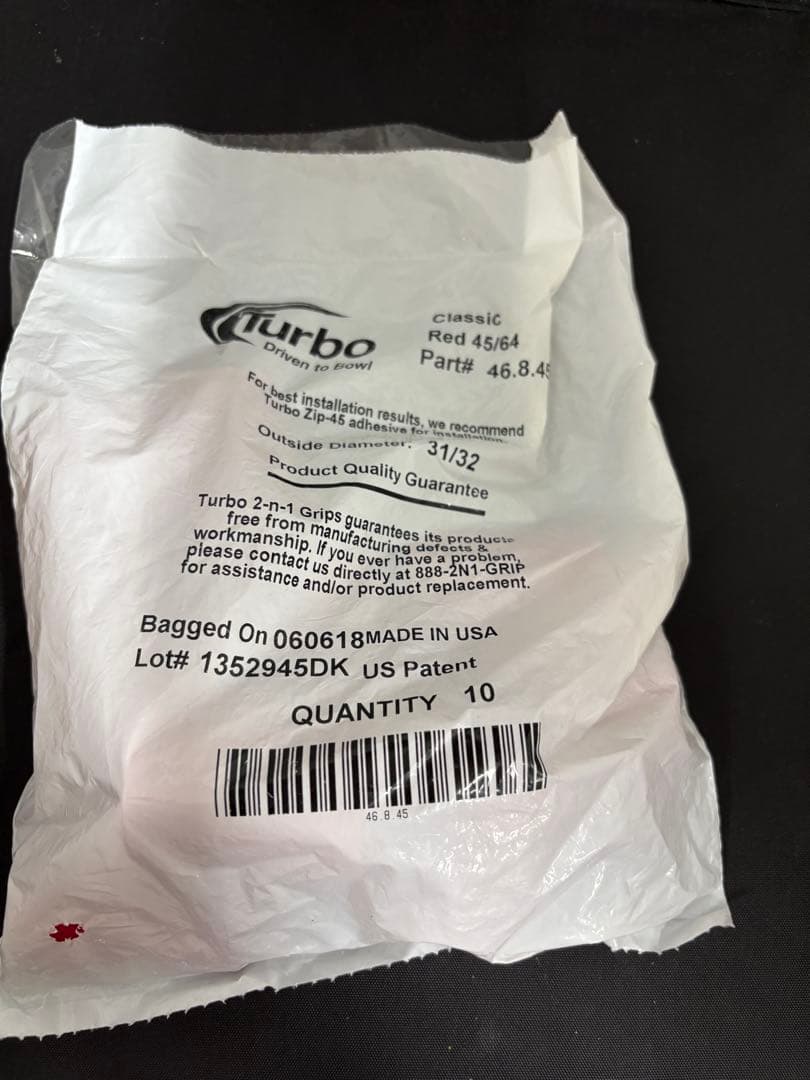 Turbo
Driven to Bowl
Classic
Red 45/64
Part# 46.8.45
For best installation results, we recommend
Turbo Zip-45 adhesive for installation.
Outside Diameter. 31/32
Product Quality Guarantee
Turbo 2-n-1 Grips guarantees its products
free from manufacturing defects &
workmanship. If you ever have a problem,
please contact us directly at 888-2N1-GRIP
for assistance and/or product replacement.
Bagged On 060618 MADE IN USA
Lot# 1352945DK US Patent
QUANTITY 10
46.8.45